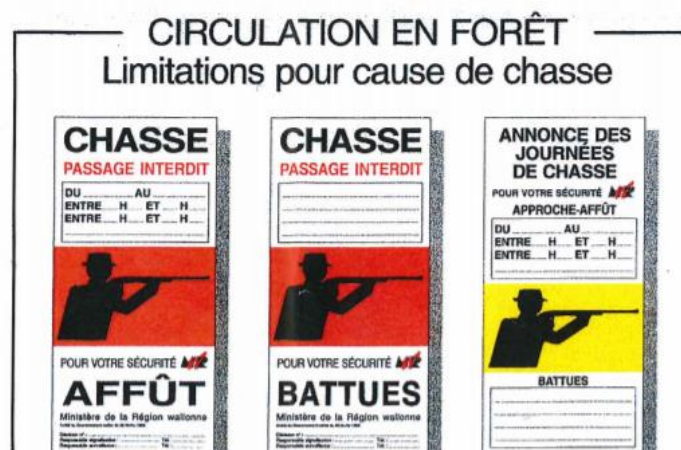 CIRCULATION EN FORÊT
Limitations pour cause de chasse
CHASSE
PASSAGE INTERDIT
DU AU
ENTRE H ET H
ENTRE H ET H
POUR VOTRE SÉCURITÉ
AFFÛT
Ministère de la Région wallonne
CHASSE
PASSAGE INTERDIT
POUR VOTRE SÉCURITÉ
BATTUES
Ministère de la Région wallonne
ANNONCE DES
JOURNÉES
DE CHASSE
POUR VOTRE SÉCURITÉ
APPROCHE-AFFÛT
DU AU
ENTRE H ET H
ENTRE H ET H
BATTUES